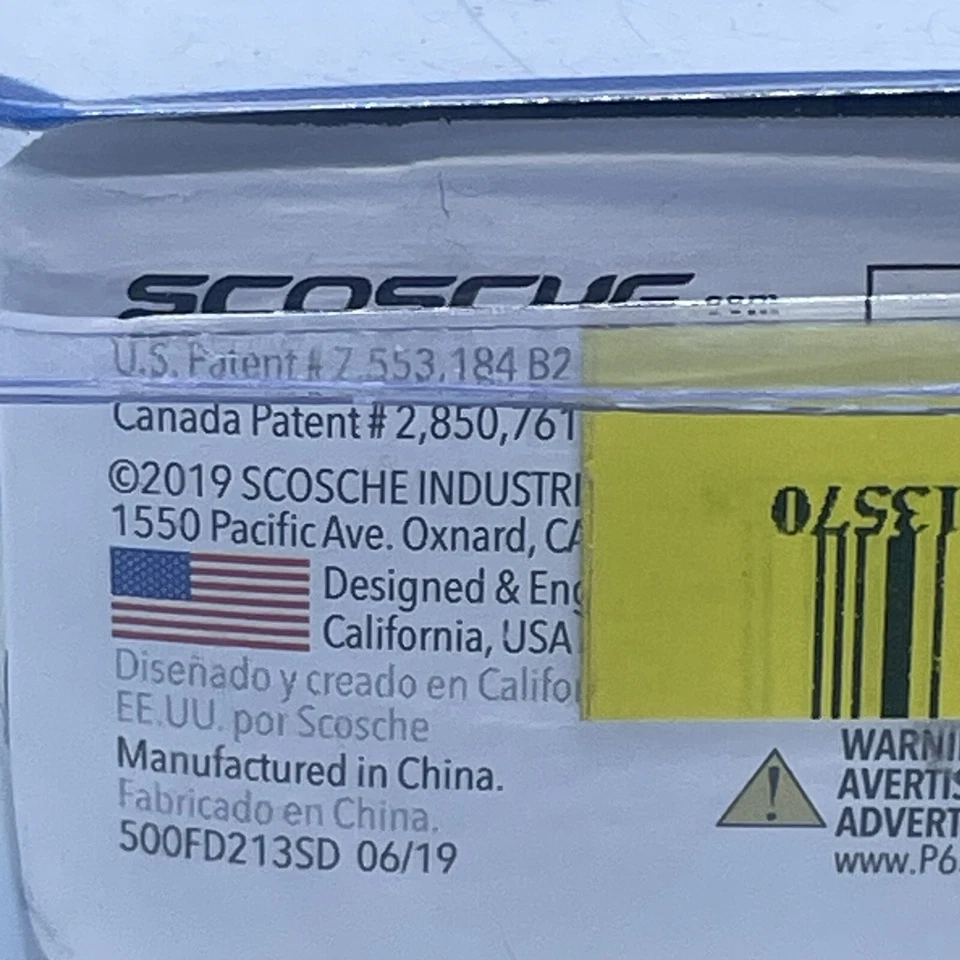 SCOSCHE.com
U.S. Patent # 7,553,184 B2
Canada Patent # 2,850,761
©2019 SCOSCHE INDUSTRI
1550 Pacific Ave. Oxnard, CA
Designed & Eng
California, USA
Diseñado y creado en Califo
EE.UU. por Scosche
Manufactured in China.
Fabricado en China.
500FD213SD 06/19
13570
WARNI
AVERTIS
ADVERT
www.P6